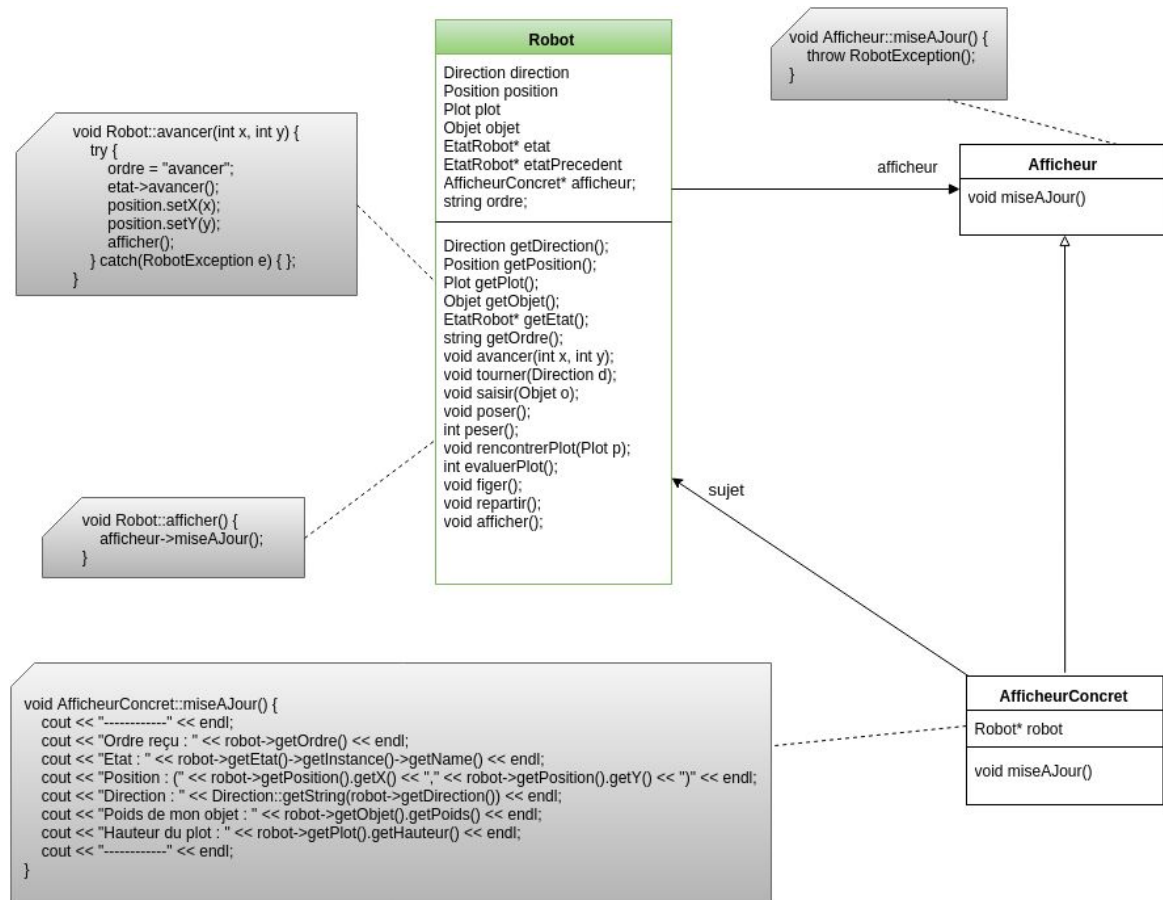 void Robot::avancer(int x, int y) {
try {
ordre = "avancer";
etat->avancer();
position.setX(x);
position.setY(y);
afficher();
} catch(RobotException e) { };
}
void Robot::afficher() {
afficheur->miseAJour();
}
Robot
Direction direction
Position position
Plot plot
Objet objet
EtatRobot* etat
EtatRobot* etatPrecedent
AfficheurConcret* afficheur;
string ordre;
Direction getDirection();
Position getPosition();
Plot getPlot();
Objet getObjet();
EtatRobot* getEtat();
string getOrdre();
void avancer(int x, int y);
void tourner(Direction d);
void saisir(Objet o);
void poser();
int peser();
void rencontrerPlot(Plot p);
int evaluerPlot();
void figer();
void repartir();
void afficher();
void Afficheur::miseAJour() {
throw RobotException();
}
afficheur
Afficheur
void miseAJour()
sujet
AfficheurConcret
Robot* robot
void miseAJour()
void AfficheurConcret::miseAJour() {
cout << "------------" << endl;
cout << "Ordre reçu : " << robot->getOrdre() << endl;
cout << "Etat : " << robot->getEtat()->getInstance()->getName() << endl;
cout << "Position : (" << robot->getPosition().getX() << "," << robot->getPosition().getY() << ")" << endl;
cout << "Direction : " << Direction::getString(robot->getDirection()) << endl;
cout << "Poids de mon objet : " << robot->getObjet().getPoids() << endl;
cout << "Hauteur du plot : " << robot->getPlot().getHauteur() << endl;
cout << "------------" << endl;
}